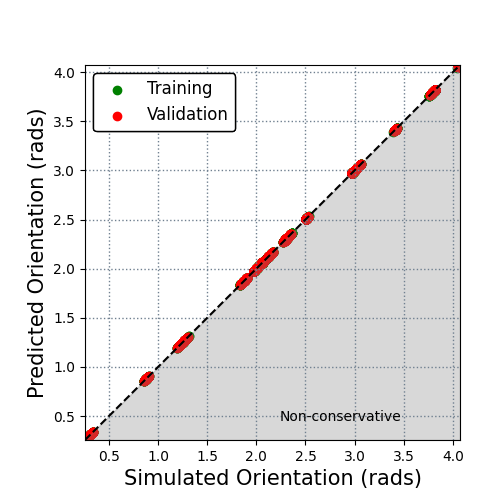 Training
Validation
Predicted Orientation (rads)
4.0
3.5
3.0
2.5
2.0
1.5
1.0
0.5
Non-conservative
0.5 1.0 1.5 2.0 2.5 3.0 3.5 4.0
Simulated Orientation (rads)